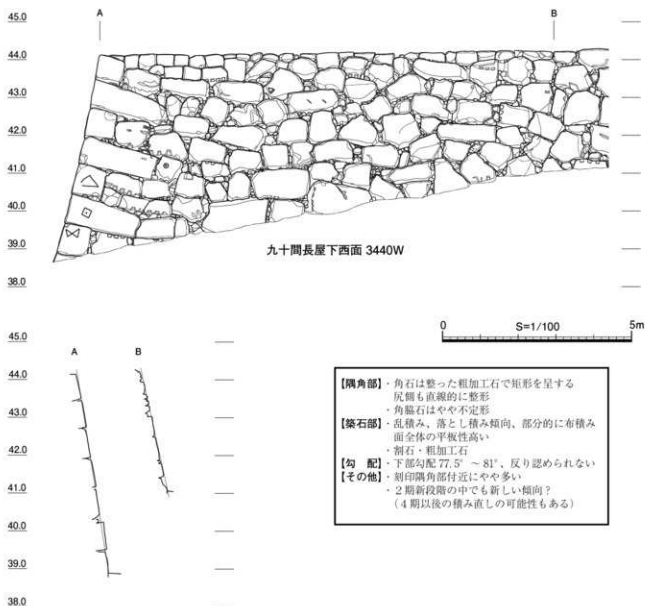 45.0
A
B
44.0
43.0
42.0
41.0
40.0
39.0
38.0
九十間長屋下西面 3440W
0
S=1/100
5m
45.0
A
B
44.0
43.0
42.0
41.0
40.0
39.0
38.0
【隅角部】・角石は整った粗加工石で矩形を呈する
尻側も直線的に整形
・角脇石はやや不定形
【築石部】・乱積み、落とし積み傾向、部分的に布積み
面全体の平板性高い
・割石・粗加工石
【勾 配】・下部勾配 77.5° ～ 81°、反り認められない
【その他】・刻印隅角部付近にやや多い
・２期新段階の中でも新しい傾向？
（４期以後の積み直しの可能性もある）